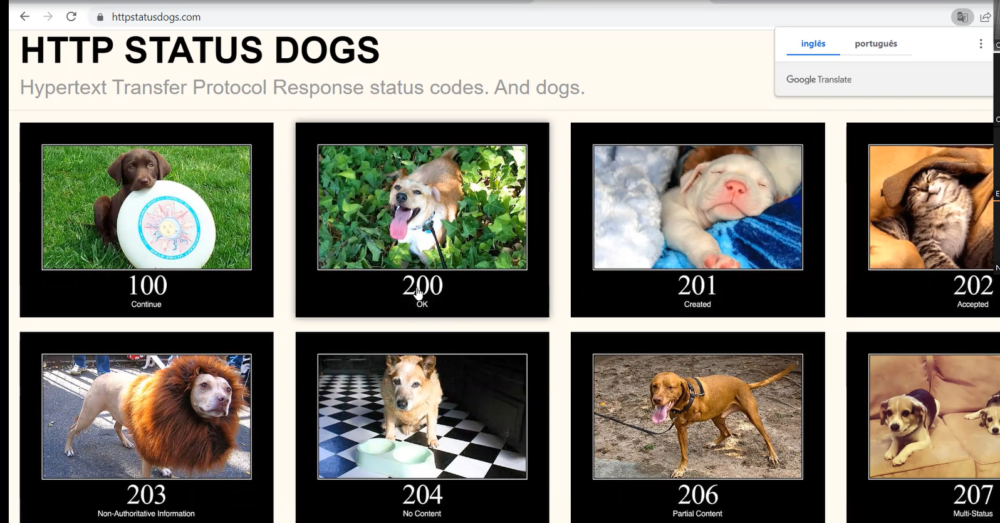 httpstatusdogs.com
inglês português
Google Translate
HTTP STATUS DOGS
Hypertext Transfer Protocol Response status codes. And dogs.
100
Continue
200
OK
201
Created
202
Accepted
203
Non-Authoritative Information
204
No Content
206
Partial Content
207
Multi-Status